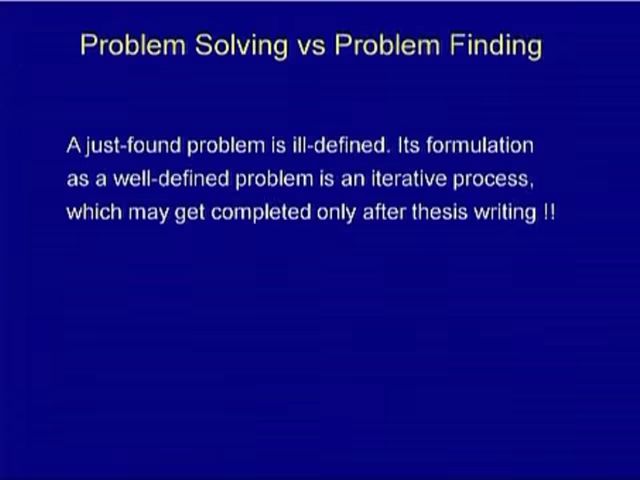 Problem Solving vs Problem Finding
A just-found problem is ill-defined. Its formulation
as a well-defined problem is an iterative process,
which may get completed only after thesis writing !!